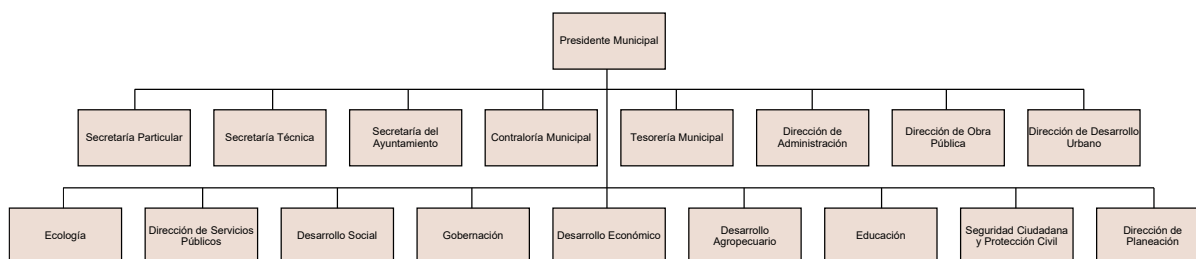 Presidente Municipal
Secretaría Particular
Secretaría Técnica
Secretaría del
Ayuntamiento
Contraloría Municipal
Tesorería Municipal
Dirección de
Administración
Dirección de Obra
Pública
Dirección de Desarrollo
Urbano
Ecología
Dirección de Servicios
Públicos
Desarrollo Social
Gobernación
Desarrollo Económico
Desarrollo
Agropecuario
Educación
Seguridad Ciudadana
y Protección Civil
Dirección de
Planeación